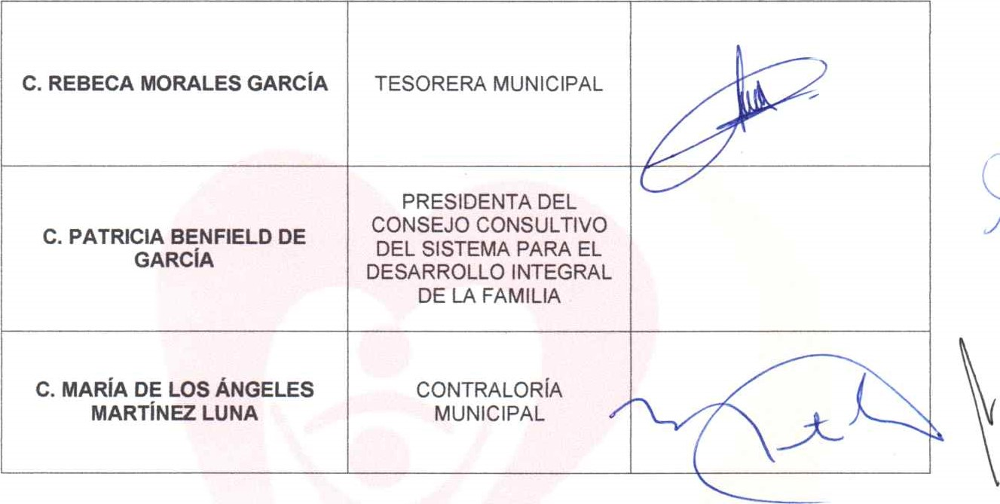 C. REBECA MORALES GARCÍA
TESORERA MUNICIPAL
C. PATRICIA BENFIELD DE
GARCÍA
PRESIDENTA DEL
CONSEJO CONSULTIVO
DEL SISTEMA PARA EL
DESARROLLO INTEGRAL
DE LA FAMILIA
C. MARÍA DE LOS ÁNGELES
MARTÍNEZ LUNA
CONTRALORÍA
MUNICIPAL